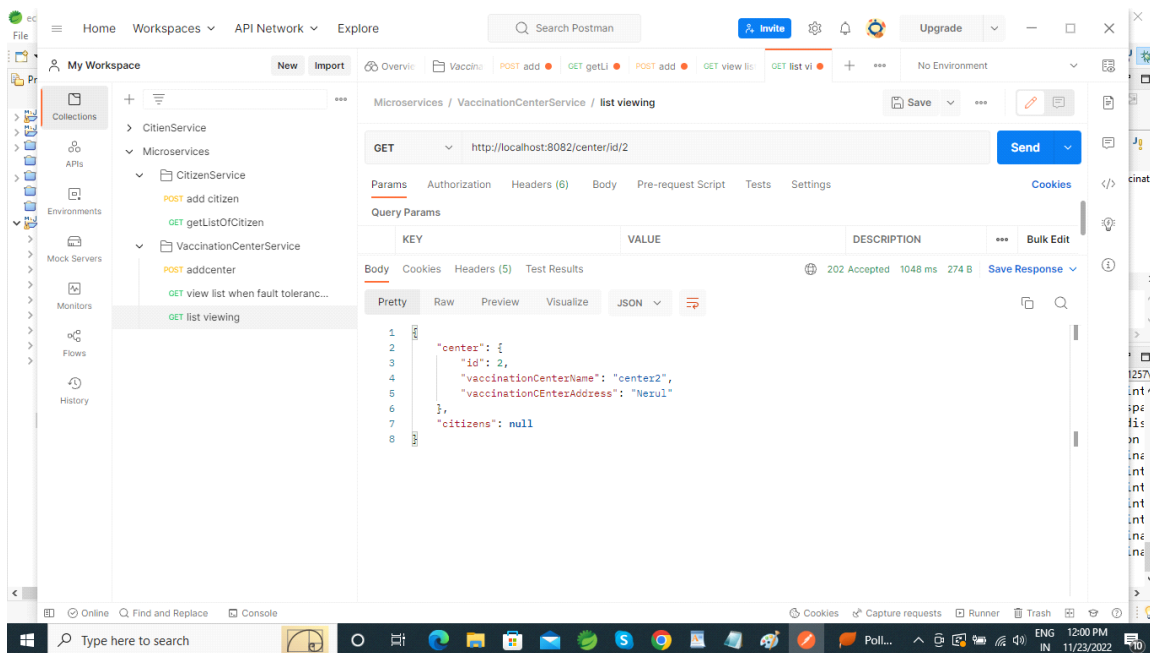 ec
File
Home Workspaces API Network Explore Search Postman Invite Upgrade
Pr
My Workspace New Import
Overvie Vaccina POST add GET getLi POST add GET view lis GET list vi No Environment
Collections
APIs
Environments
Mock Servers
Monitors
Flows
History
CitienService
Microservices
CitizenService
POST add citizen
GET getListOfCitizen
VaccinationCenterService
POST addcenter
GET view list when fault toleranc...
GET list viewing
Microservices / VaccinationCenterService / list viewing Save
GET http://localhost:8082/center/id/2 Send
Params Authorization Headers (6) Body Pre-request Script Tests Settings Cookies
Query Params
KEY VALUE DESCRIPTION Bulk Edit
Body Cookies Headers (5) Test Results 202 Accepted 1048 ms 274 B Save Response
Pretty Raw Preview Visualize JSON
1 {
2 "center": {
3 "id": 2,
4 "vaccinationCenterName": "center2",
5 "vaccinationCEnterAddress": "Nerul"
6 },
7 "citizens": null
8 }
Online Find and Replace Console Cookies Capture requests Runner Trash
Type here to search Poll... ENG 12:00 PM
IN 11/23/2022 10